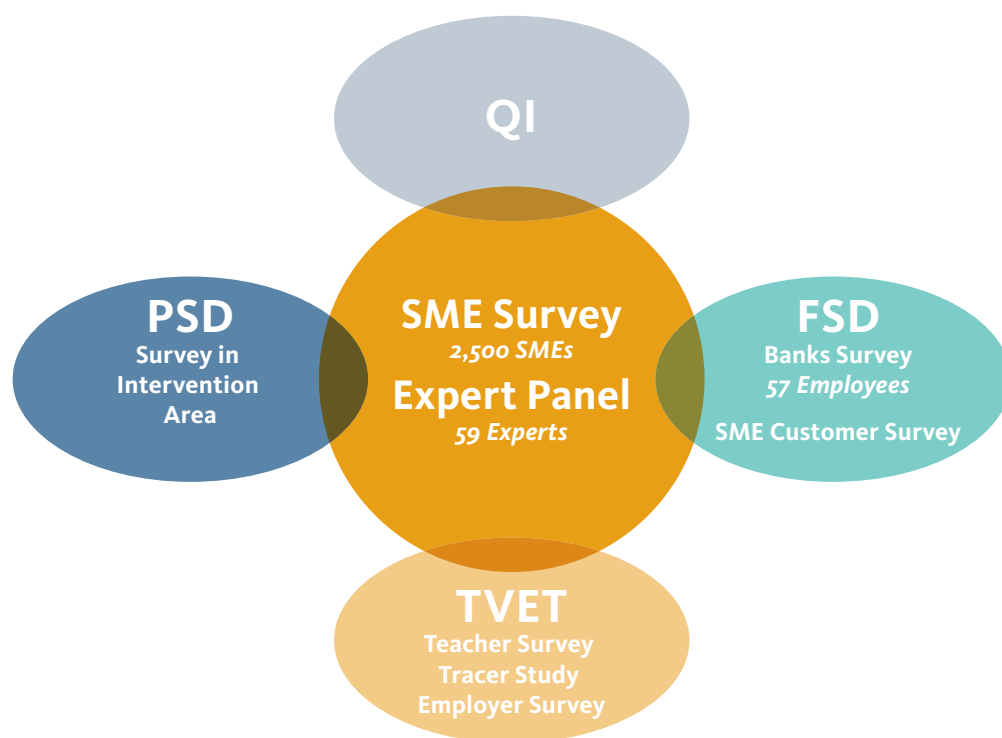 QI
PSD
Survey in
Intervention
Area
SME Survey
2,500 SMEs
Expert Panel
59 Experts
FSD
Banks Survey
57 Employees
SME Customer Survey
TVET
Teacher Survey
Tracer Study
Employer Survey